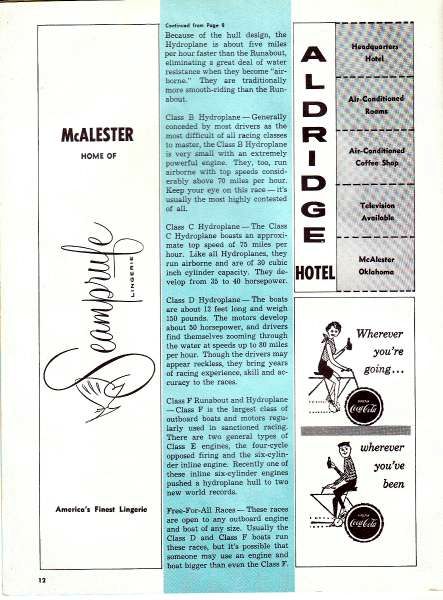 Continued from Page 6
Because of the hull design, the
Hydroplane is about five miles
per hour faster than the Runabout,
eliminating a great deal of water
resistance when they become "air-
borne." They are traditionally
more smooth-riding than the Run-
about.
Class B Hydroplane — Generally
conceded by most drivers as the
most difficult of all racing classes
to master, the Class B Hydroplane
is very small with an extremely
powerful engine. They, too, run
airborne with top speeds consid-
erably above 70 miles per hour.
Keep your eye on this race — it's
usually the most highly contested
of all.
Class C Hydroplane — The Class
C Hydroplane boasts an approxi-
mate top speed of 75 miles per
hour. Like all Hydroplanes, they
run airborne and are of 30 cubic
inch cylinder capacity. They de-
velop from 35 to 40 horsepower.
Class D Hydroplane — The boats
are about 12 feet long and weigh
150 pounds. The motors develop
about 50 horsepower, and drivers
find themselves zooming through
the water at speeds up to 80 miles
per hour. Though the drivers may
appear reckless, they bring years
of racing experience, skill and ac-
curacy to the races.
Class F Runabout and Hydroplane
— Class F is the largest class of
outboard boats and motors regu-
larly used in sanctioned racing.
There are two general types of
Class E engines, the four-cycle
opposed firing and the six-cylin-
der inline engine. Recently one of
these inline six-cylinder engines
pushed a hydroplane hull to two
new world records.
Free-For-All Races — These races
are open to any outboard engine
and boat of any size. Usually the
Class D and Class F boats run
these races, but it's possible that
someone may use an engine and
boat bigger than even the Class F.
McALESTER
HOME OF
Seamprufe
LINGERIE
America's Finest Lingerie
12
ALDRIDGE
HOTEL
Headquarters
Hotel
Air-Conditioned
Rooms
Air-Conditioned
Coffee Shop
Television
Available
McAlester
Oklahoma
Wherever
you're
going...
DRINK
Coca-Cola
wherever
you've
been
DRINK
Coca-Cola